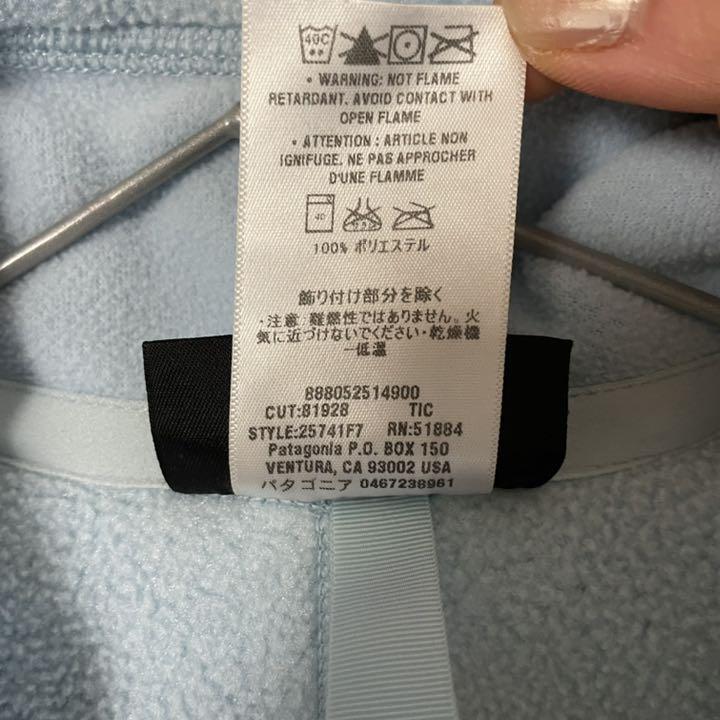 40C
• WARNING: NOT FLAME
RETARDANT. AVOID CONTACT WITH
OPEN FLAME
• ATTENTION : ARTICLE NON
IGNIFUGE. NE PAS APPROCHER
D'UNE FLAMME
40
100% ポリエステル
飾り付け部分を除く
・注意 難燃性ではありません。火
気に近づけないでください・乾燥機
―低温
888052514900
CUT:81928 TIC
STYLE:25741F7 RN:51884
Patagonia P.O. BOX 150
VENTURA, CA 93002 USA
パタゴニア 0467238961